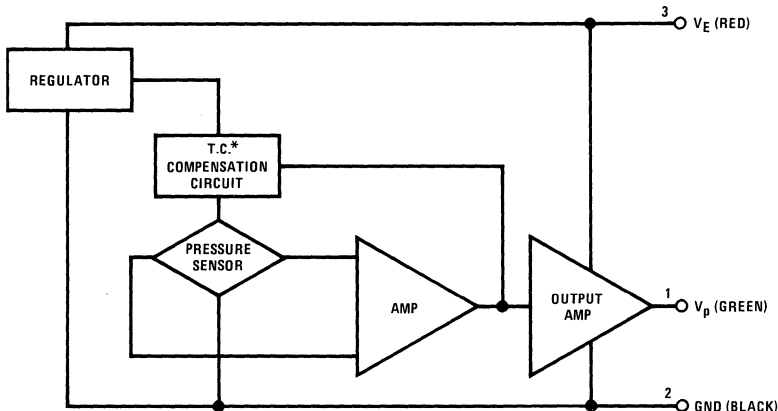 3
V_E (RED)
REGULATOR
T.C.*
COMPENSATION
CIRCUIT
PRESSURE
SENSOR
AMP
OUTPUT
AMP
1
V_p (GREEN)
2
GND (BLACK)